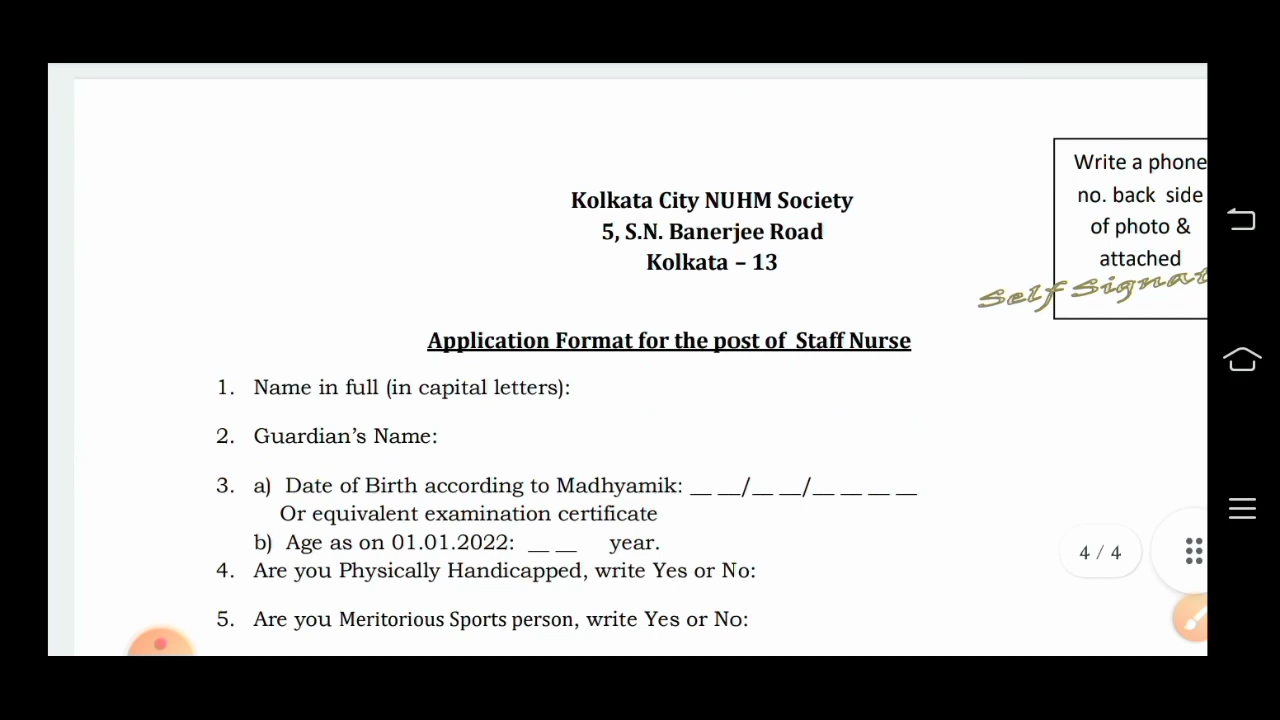 Kolkata City NUHM Society
5, S.N. Banerjee Road
Kolkata – 13
Write a phone
no. back side
of photo &
attached
Self
Application Format for the post of Staff Nurse
1. Name in full (in capital letters):
2. Guardian’s Name:
3. a) Date of Birth according to Madhyamik: __ __/__ __/__ __ __ __
Or equivalent examination certificate
b) Age as on 01.01.2022: __ __ year.
4. Are you Physically Handicapped, write Yes or No:
5. Are you Meritorious Sports person, write Yes or No:
4 / 4